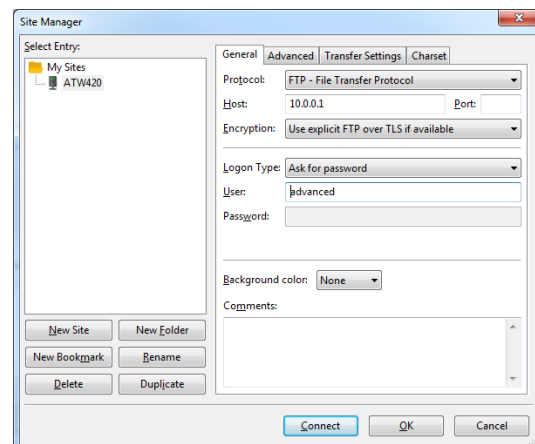 Site Manager
Select Entry:
My Sites
ATW420
New Site
New Folder
New Bookmark
Rename
Delete
Duplicate
General
Advanced
Transfer Settings
Charset
Protocol:
FTP - File Transfer Protocol
Host:
10.0.0.1
Port:
Encryption:
Use explicit FTP over TLS if available
Logon Type:
Ask for password
User:
advanced
Password:
Background color:
None
Comments:
Connect
OK
Cancel